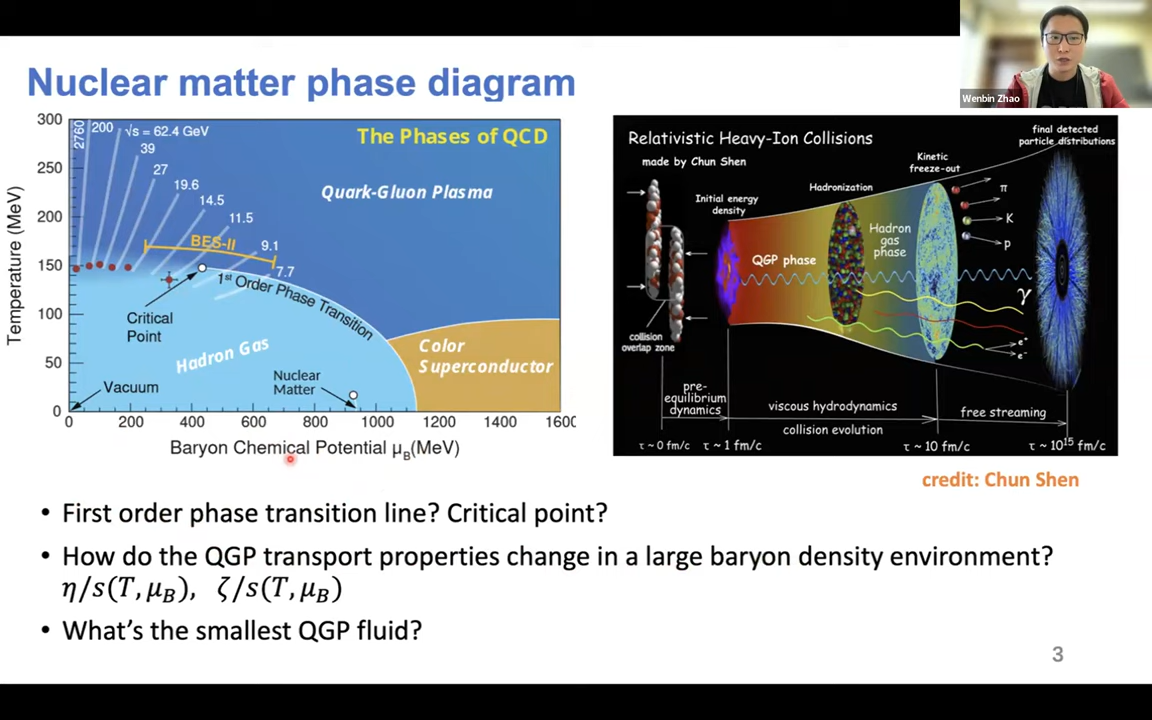 Wenbin Zhao
Nuclear matter phase diagram
300
250
200
150
100
50
0
Temperature (MeV)
2760
200
√s = 62.4 GeV
39
27
19.6
14.5
11.5
9.1
7.7
The Phases of QCD
Quark-Gluon Plasma
BES-II
1st Order Phase Transition
Critical
Point
Hadron Gas
Color
Superconductor
Nuclear
Matter
Vacuum
0 200 400 600 800 1000 1200 1400 1600
Baryon Chemical Potential μB(MeV)
Relativistic Heavy-Ion Collisions
made by Chun Shen
final detected
particle distributions
Kinetic
freeze-out
Hadronization
Initial energy
density
QGP phase
Hadron
gas
phase
π
K
p
γ
e+
e-
collision
overlap zone
pre-
equilibrium
dynamics
viscous hydrodynamics
collision evolution
free streaming
τ ~ 0 fm/c τ ~ 1 fm/c τ ~ 10 fm/c τ ~ 10^15 fm/c
credit: Chun Shen
• First order phase transition line? Critical point?
• How do the QGP transport properties change in a large baryon density environment?
η/s(T, μB), ζ/s(T, μB)
• What’s the smallest QGP fluid?
3